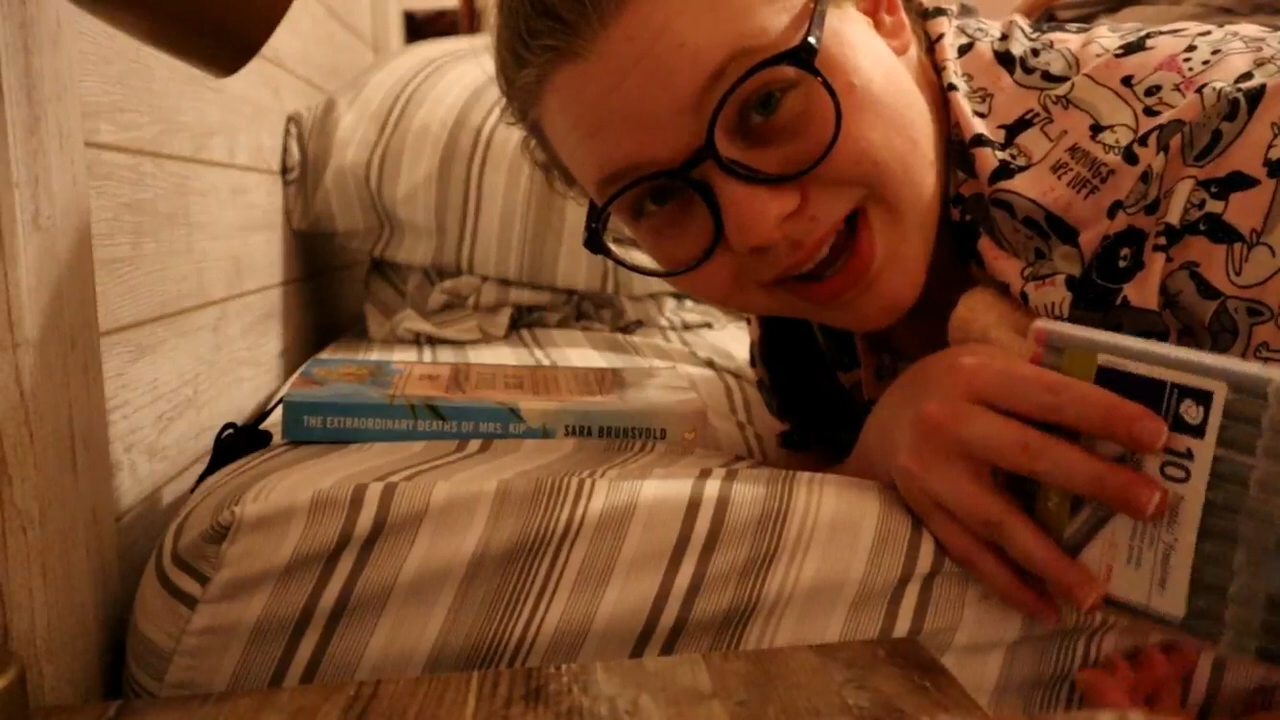 THE EXTRAORDINARY DEATHS OF MRS. KIP
SARA BRUNSVOLD
MORNINGS
ARE RUFF
10